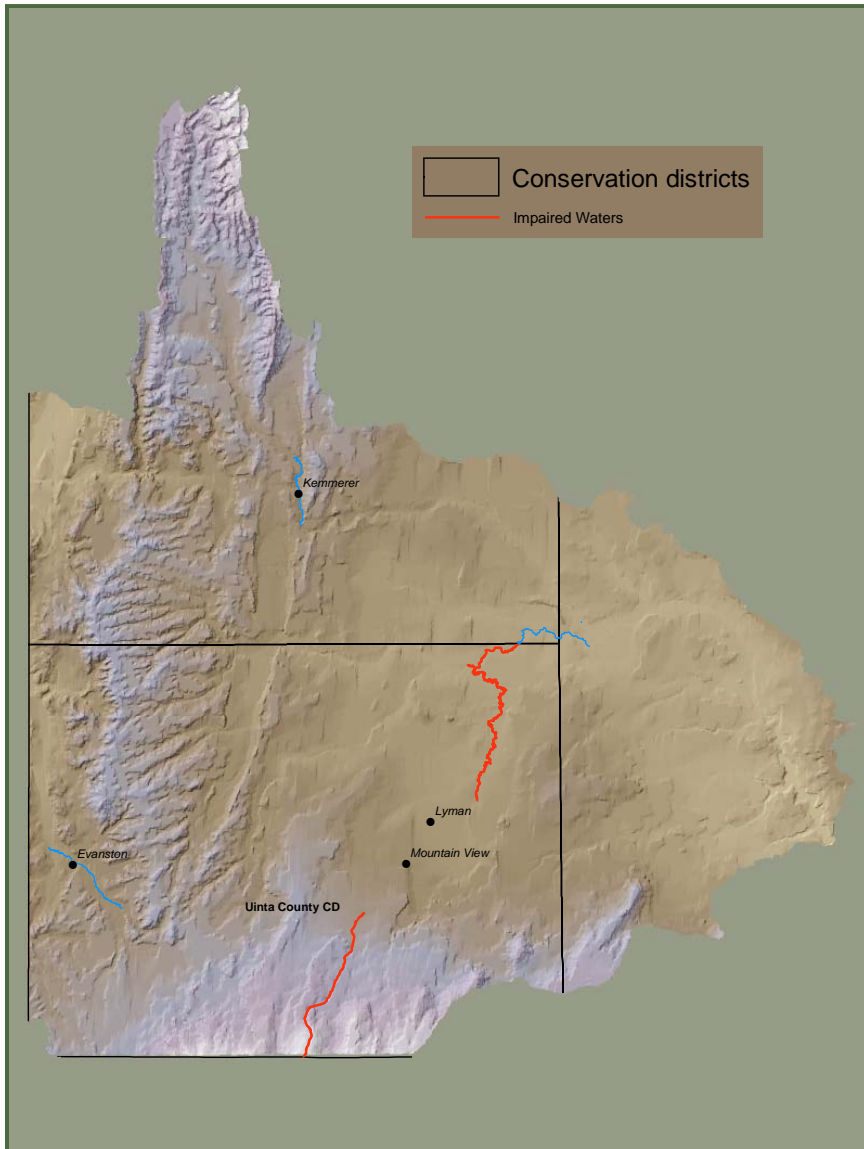 Conservation districts
Impaired Waters
Kemmerer
Lyman
Mountain View
Evanston
Uinta County CD